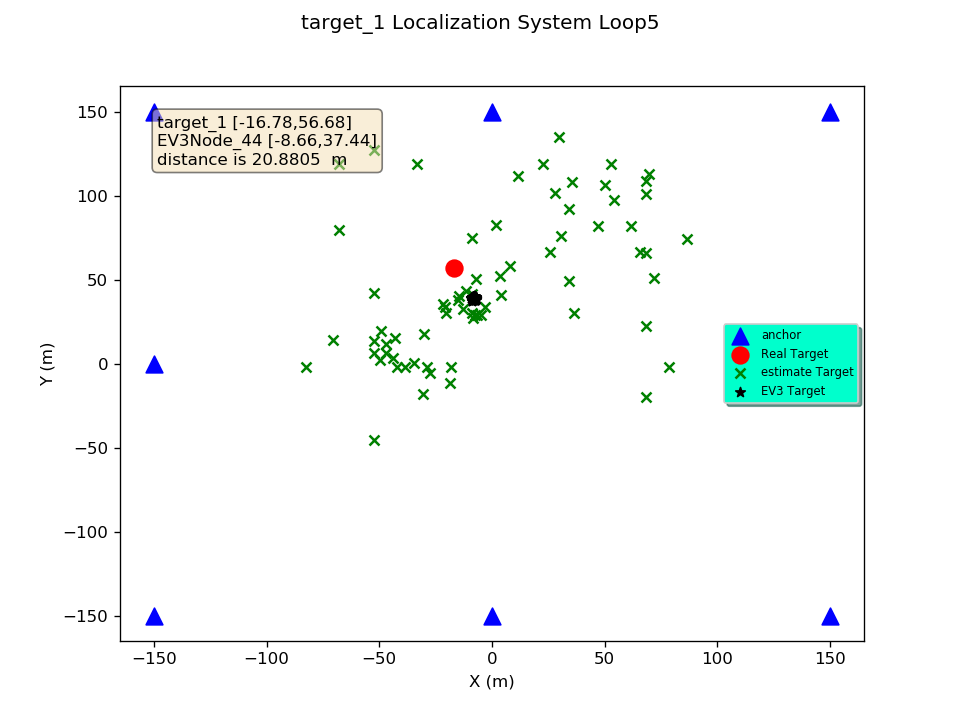 target_1 Localization System Loop5
target_1 [-16.78,56.68]
EV3Node_44 [-8.66,37.44]
distance is 20.8805  m
150
100
50
0
−50
−100
−150
Y (m)
anchor
Real Target
estimate Target
EV3 Target
−150
−100
−50
0
50
100
150
X (m)